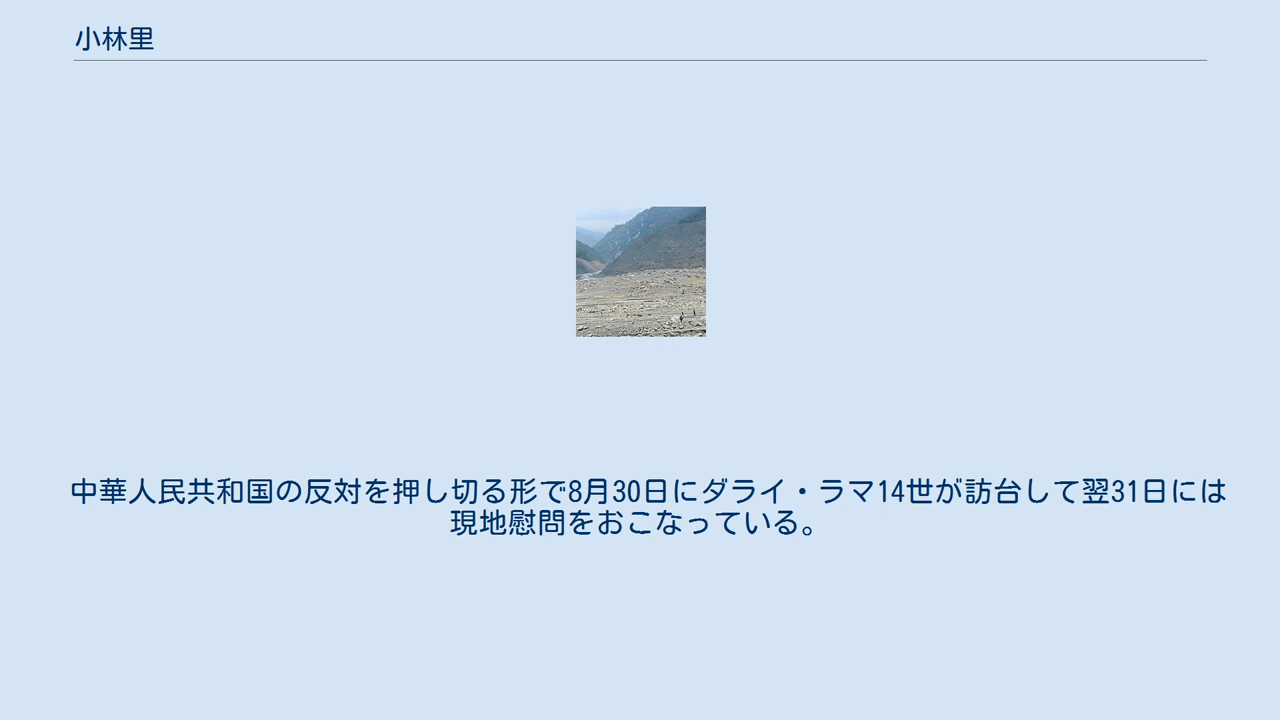 小林里
中華人民共和国の反対を押し切る形で8月30日にダライ・ラマ14世が訪台して翌31日には
現地慰問をおこなっている。